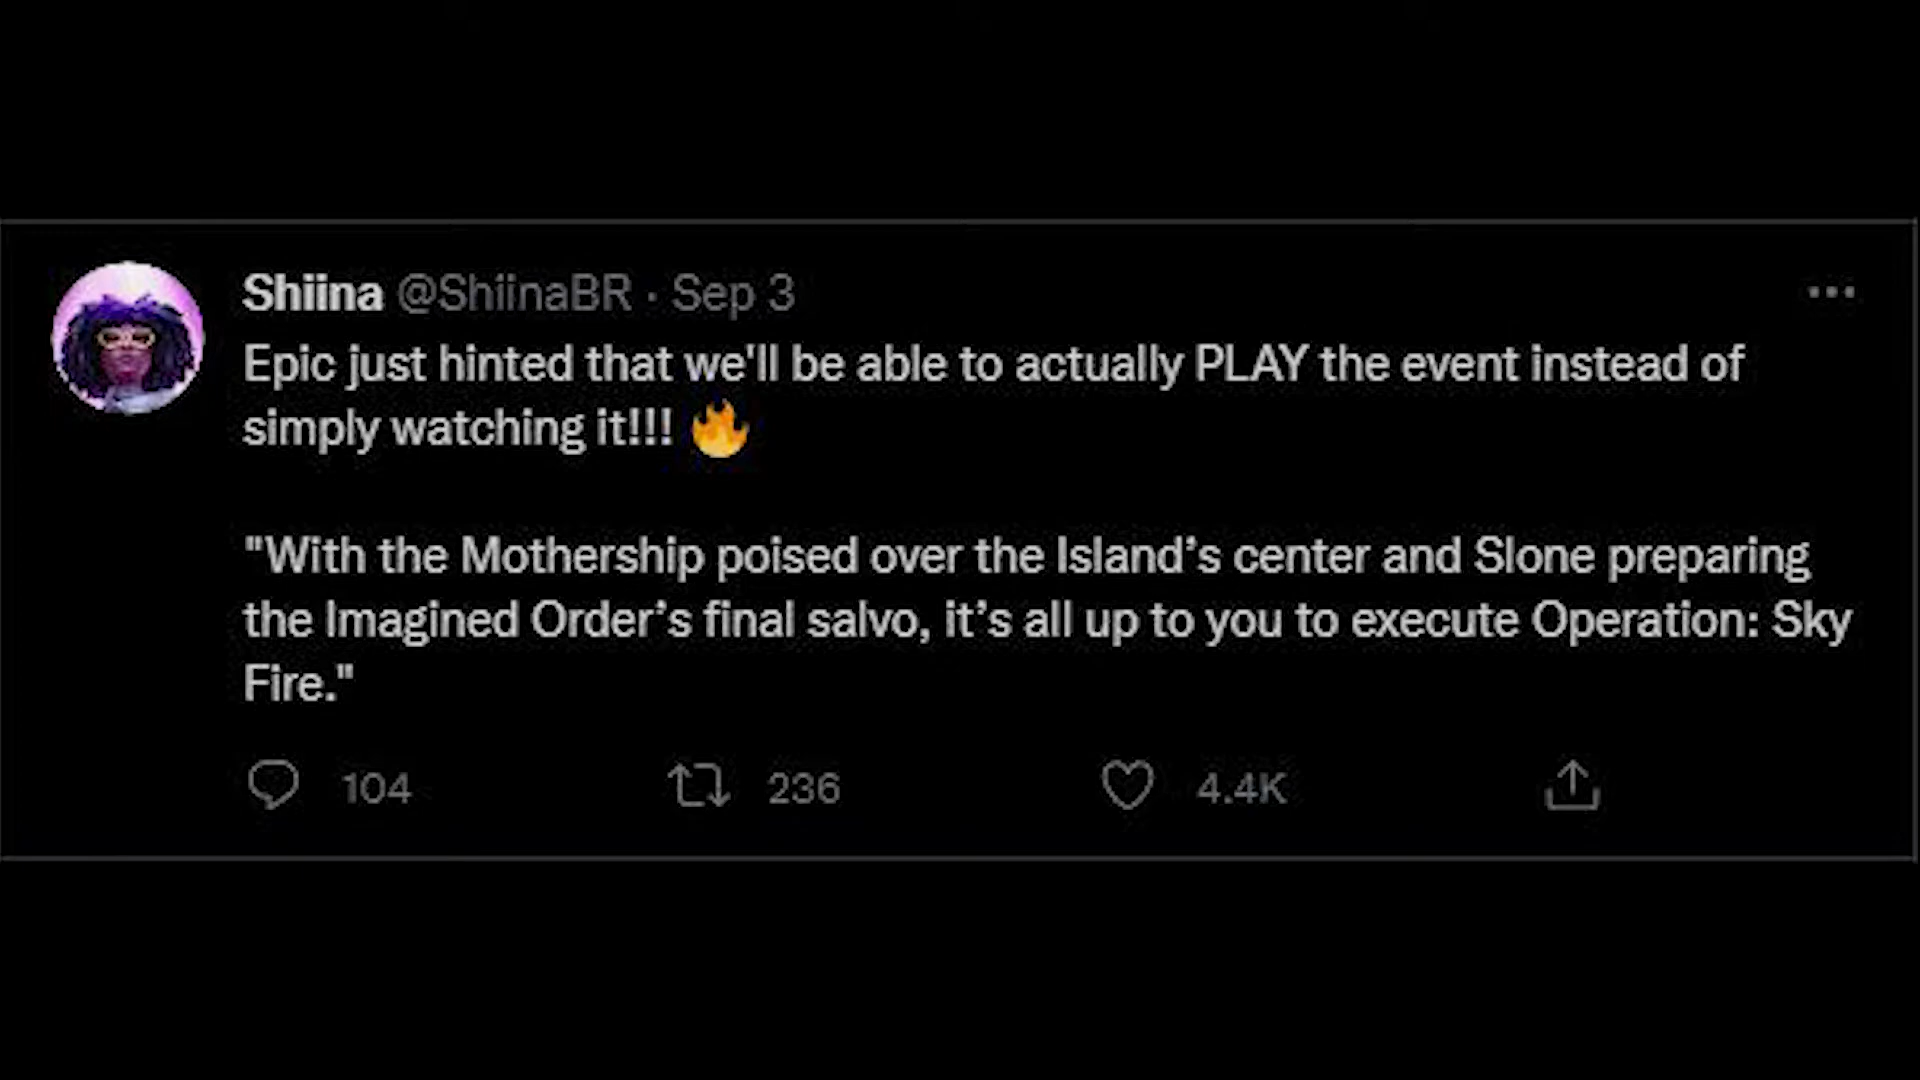 Shiina @ShiinaBR · Sep 3
Epic just hinted that we'll be able to actually PLAY the event instead of
simply watching it!!! 🔥
"With the Mothership poised over the Island’s center and Slone preparing
the Imagined Order’s final salvo, it’s all up to you to execute Operation: Sky
Fire."
104 236 4.4K